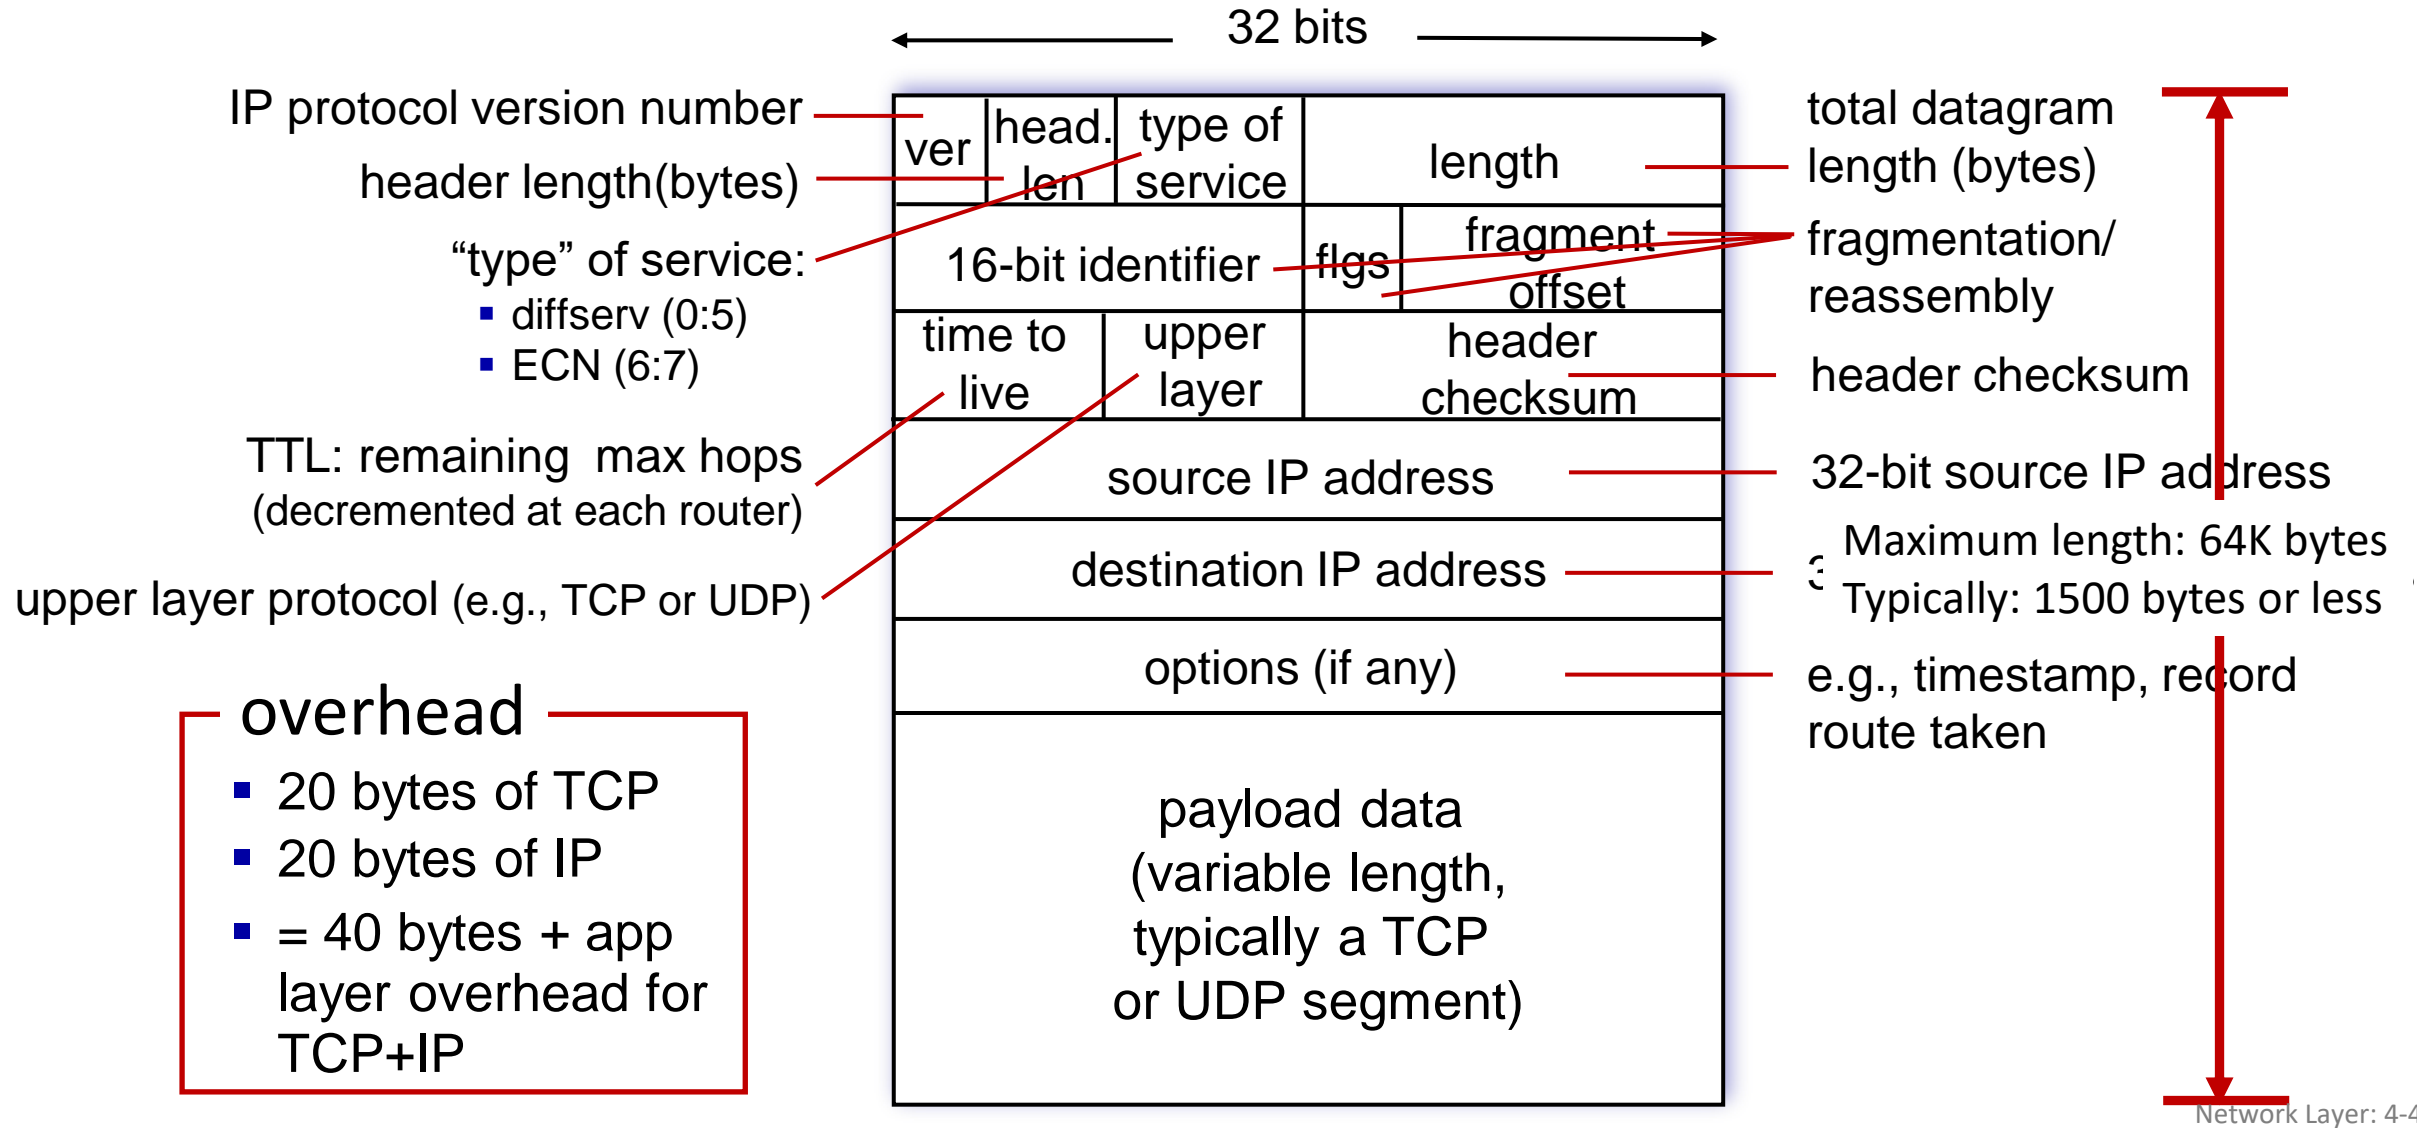 32 bits
IP protocol version number
header length(bytes)
“type” of service:
▪ diffserv (0:5)
▪ ECN (6:7)
TTL: remaining  max hops
(decremented at each router)
upper layer protocol (e.g., TCP or UDP)
overhead
▪ 20 bytes of TCP
▪ 20 bytes of IP
▪ = 40 bytes + app
layer overhead for
TCP+IP
ver
head.
len
type of
service
length
16-bit identifier
flgs
fragment
offset
time to
live
upper
layer
header
checksum
source IP address
destination IP address
options (if any)
payload data
(variable length,
typically a TCP
or UDP segment)
total datagram
length (bytes)
fragmentation/
reassembly
header checksum
32-bit source IP address
Maximum length: 64K bytes
Typically: 1500 bytes or less
e.g., timestamp, record
route taken
Network Layer: 4-4